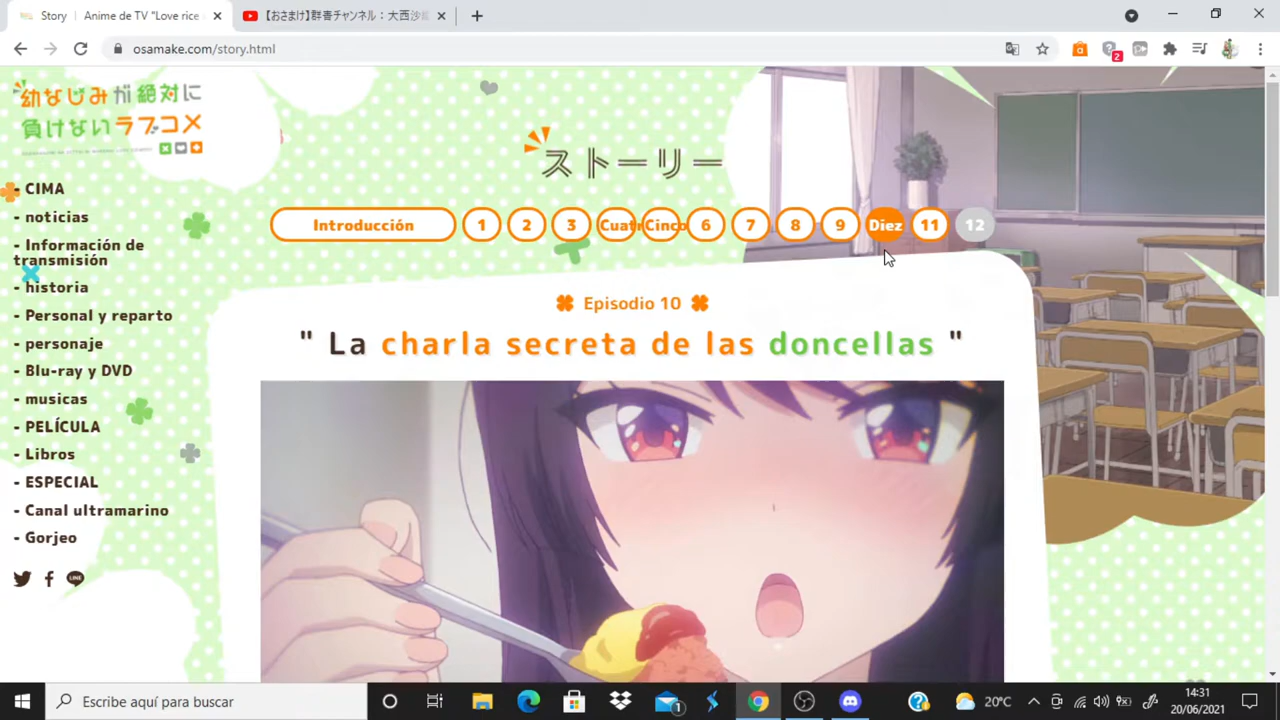 Story
Anime de TV "Love rice
【おさまけ】群青チャンネル：大西沙織
osamake.com/story.html
2
幼なじみが絶対に
負けないラブコメ
ストーリー
- CIMA
- noticias
- Información de
transmisión
- historia
- Personal y reparto
- personaje
- Blu-ray y DVD
- musicas
- PELÍCULA
- Libros
- ESPECIAL
- Canal ultramarino
- Gorjeo
Introducción 1 2 3 Cuatr Cinco 6 7 8 9 Diez 11 12
Episodio 10
" La charla secreta de las doncellas "
LINE
Escribe aquí para buscar
1
20°C
14:31
20/06/2021